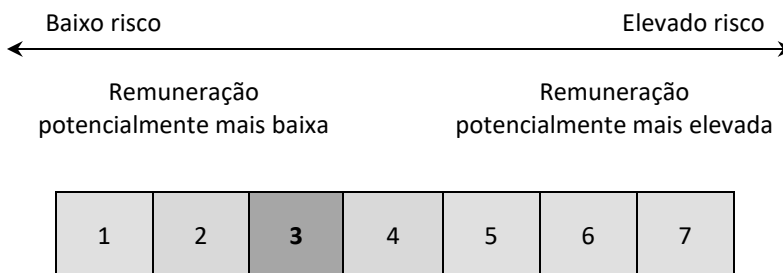 Baixo risco Elevado risco
Remuneração Remuneração
potencialmente mais baixa potencialmente mais elevada
1 2 3 4 5 6 7